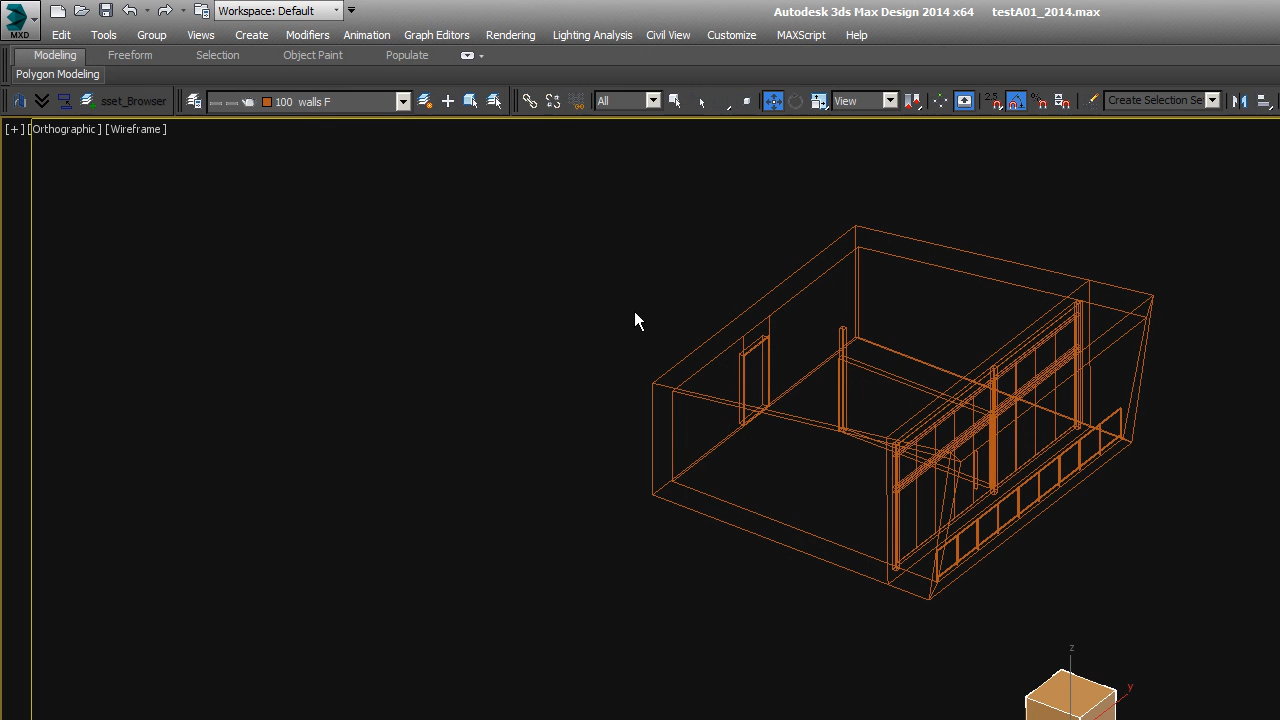 Workspace: Default
Autodesk 3ds Max Design 2014 x64 testA01_2014.max
MXD
Edit Tools Group Views Create Modifiers Animation Graph Editors Rendering Lighting Analysis Civil View Customize MAXScript Help
Modeling Freeform Selection Object Paint Populate
Polygon Modeling
sset_Browser 100 walls F All View 2.5 Create Selection Se
[+] [Orthographic ] [Wireframe ]
z
y